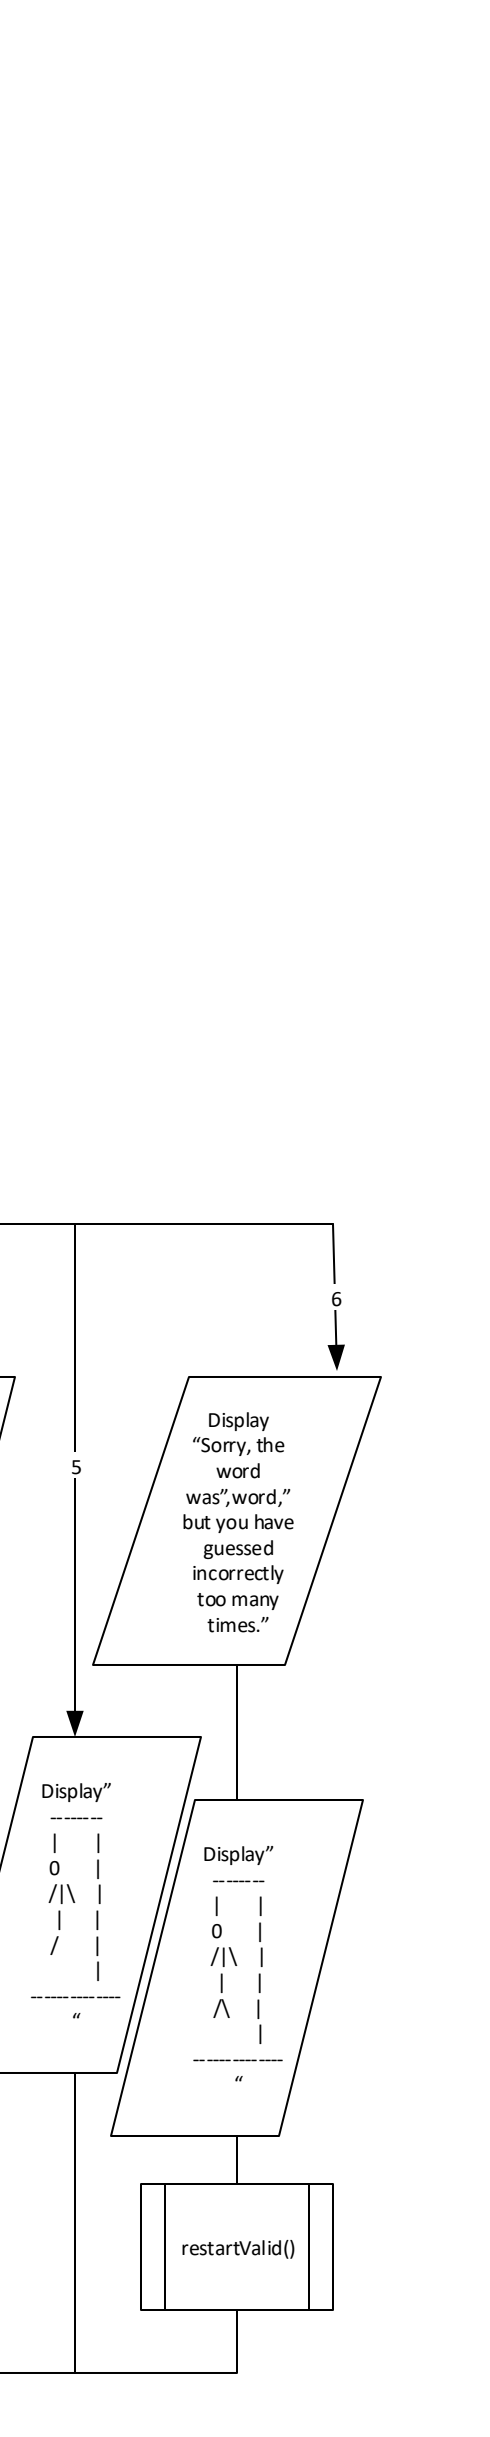 6
Display
“Sorry, the
word
was”,word,”
but you have
guessed
incorrectly
too many
times.”
5
Display”
--------
|       |
0      |
/|\    |
|      |
/      |
|
--------------
“
Display”
--------
|       |
0      |
/|\    |
|      |
/\     |
|
--------------
“
restartValid()